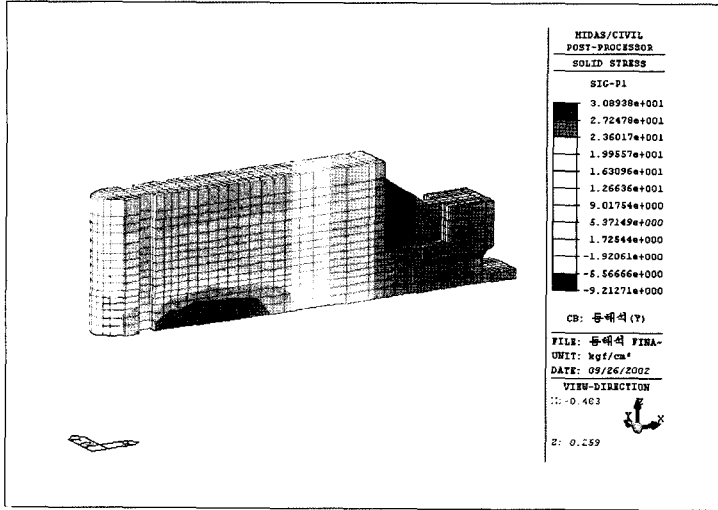 MIDAS/CIVIL
POST-PROCESSOR
SOLID STRESS
SIG-P1
3.08938e+001
2.72478e+001
2.36017e+001
1.99557e+001
1.63096e+001
1.26636e+001
9.01754e+000
5.37149e+000
1.72544e+000
-1.92061e+000
-5.56666e+000
-9.21271e+000
CB: 동해석(Y)
FILE: 동해석 FINA~
UNIT: kgf/cm²
DATE: 09/26/2002
VIEW-DIRECTION
X:-0.483
Z
Y X
Z: 0.259